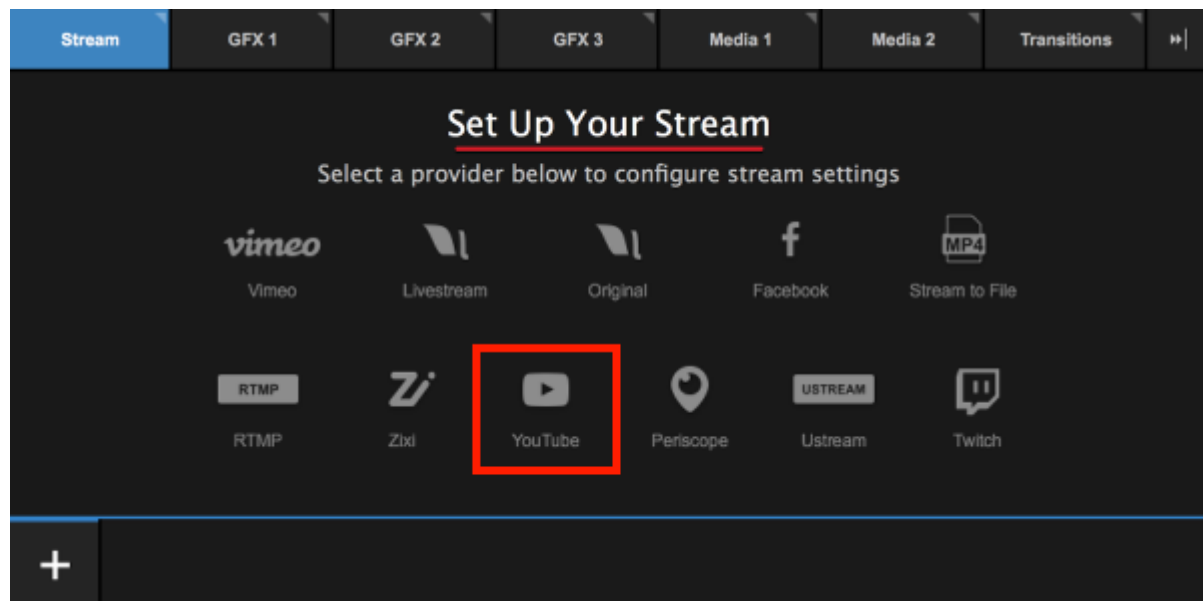 Stream GFX 1 GFX 2 GFX 3 Media 1 Media 2 Transitions
Set Up Your Stream
Select a provider below to configure stream settings
vimeo MP4
Vimeo Livestream Original Facebook Stream to File
RTMP USTREAM
RTMP Zixi YouTube Periscope Ustream Twitch